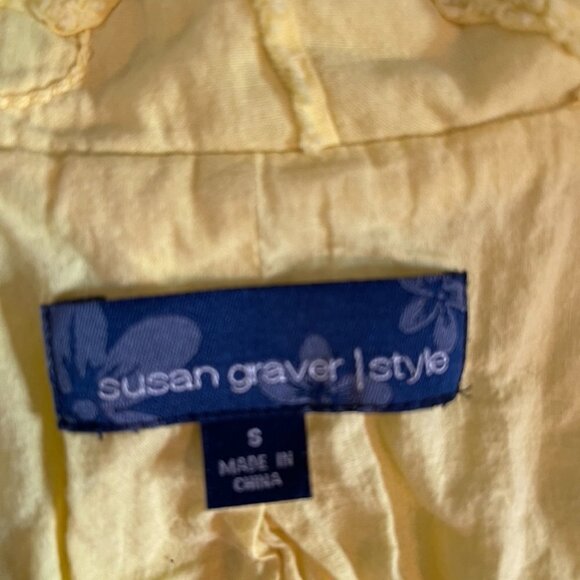 susan graver | style
S
MADE IN
CHINA